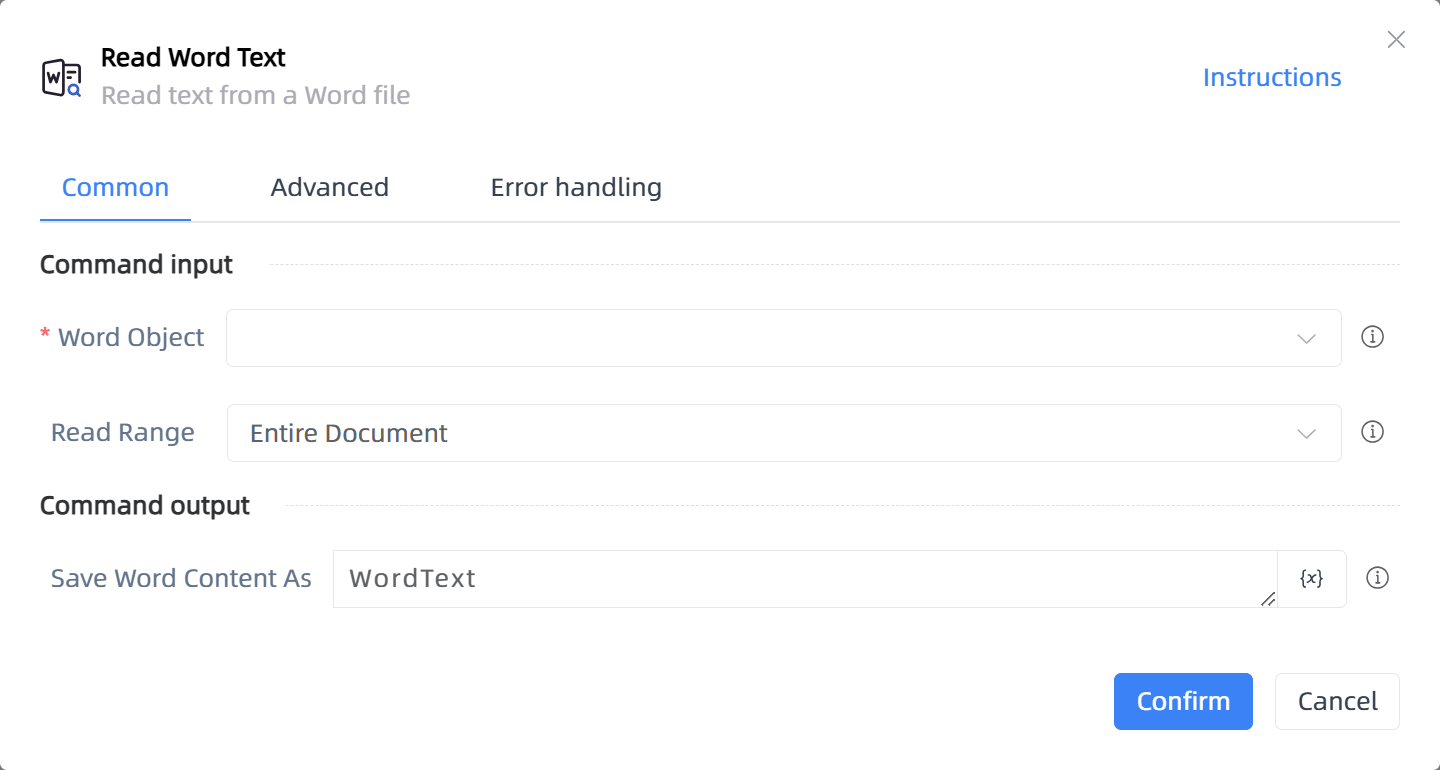 Read Word Text
Read text from a Word file
Instructions
Common
Advanced
Error handling
Command input
* Word Object
Read Range
Entire Document
Command output
Save Word Content As
WordText
{x}
Confirm
Cancel